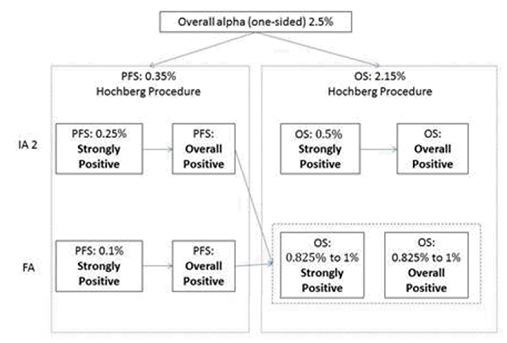 Overall alpha (one-sided) 2.5%
PFS: 0.35%
Hochberg Procedure
OS: 2.15%
Hochberg Procedure
IA 2
PFS: 0.25%
Strongly
Positive
PFS:
Overall
Positive
OS: 0.5%
Strongly
Positive
OS:
Overall
Positive
FA
PFS: 0.1%
Strongly
Positive
PFS:
Overall
Positive
OS:
0.825% to 1%
Strongly
Positive
OS:
0.825% to 1%
Overall
Positive